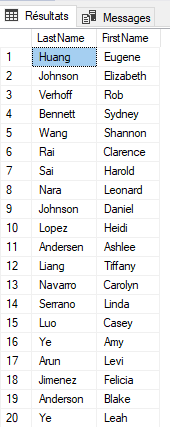 Résultats Messages
LastName FirstName
1 Huang Eugene
2 Johnson Elizabeth
3 Verhoff Rob
4 Bennett Sydney
5 Wang Shannon
6 Rai Clarence
7 Sai Harold
8 Nara Leonard
9 Johnson Daniel
10 Lopez Heidi
11 Andersen Ashlee
12 Liang Tiffany
13 Navarro Carolyn
14 Serrano Linda
15 Luo Casey
16 Ye Amy
17 Arun Levi
18 Jimenez Felicia
19 Anderson Blake
20 Ye Leah